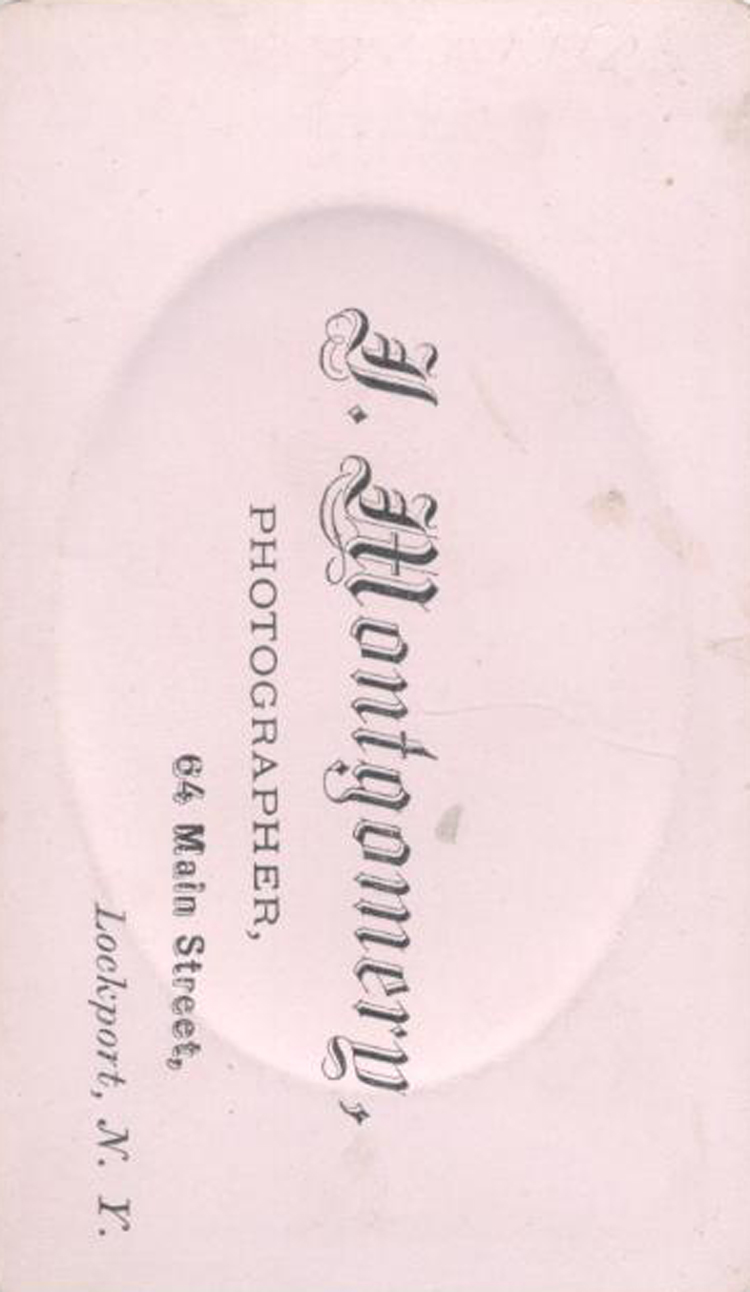 J. Montgomery,
PHOTOGRAPHER,
64 Main Street,
Lockport, N. Y.